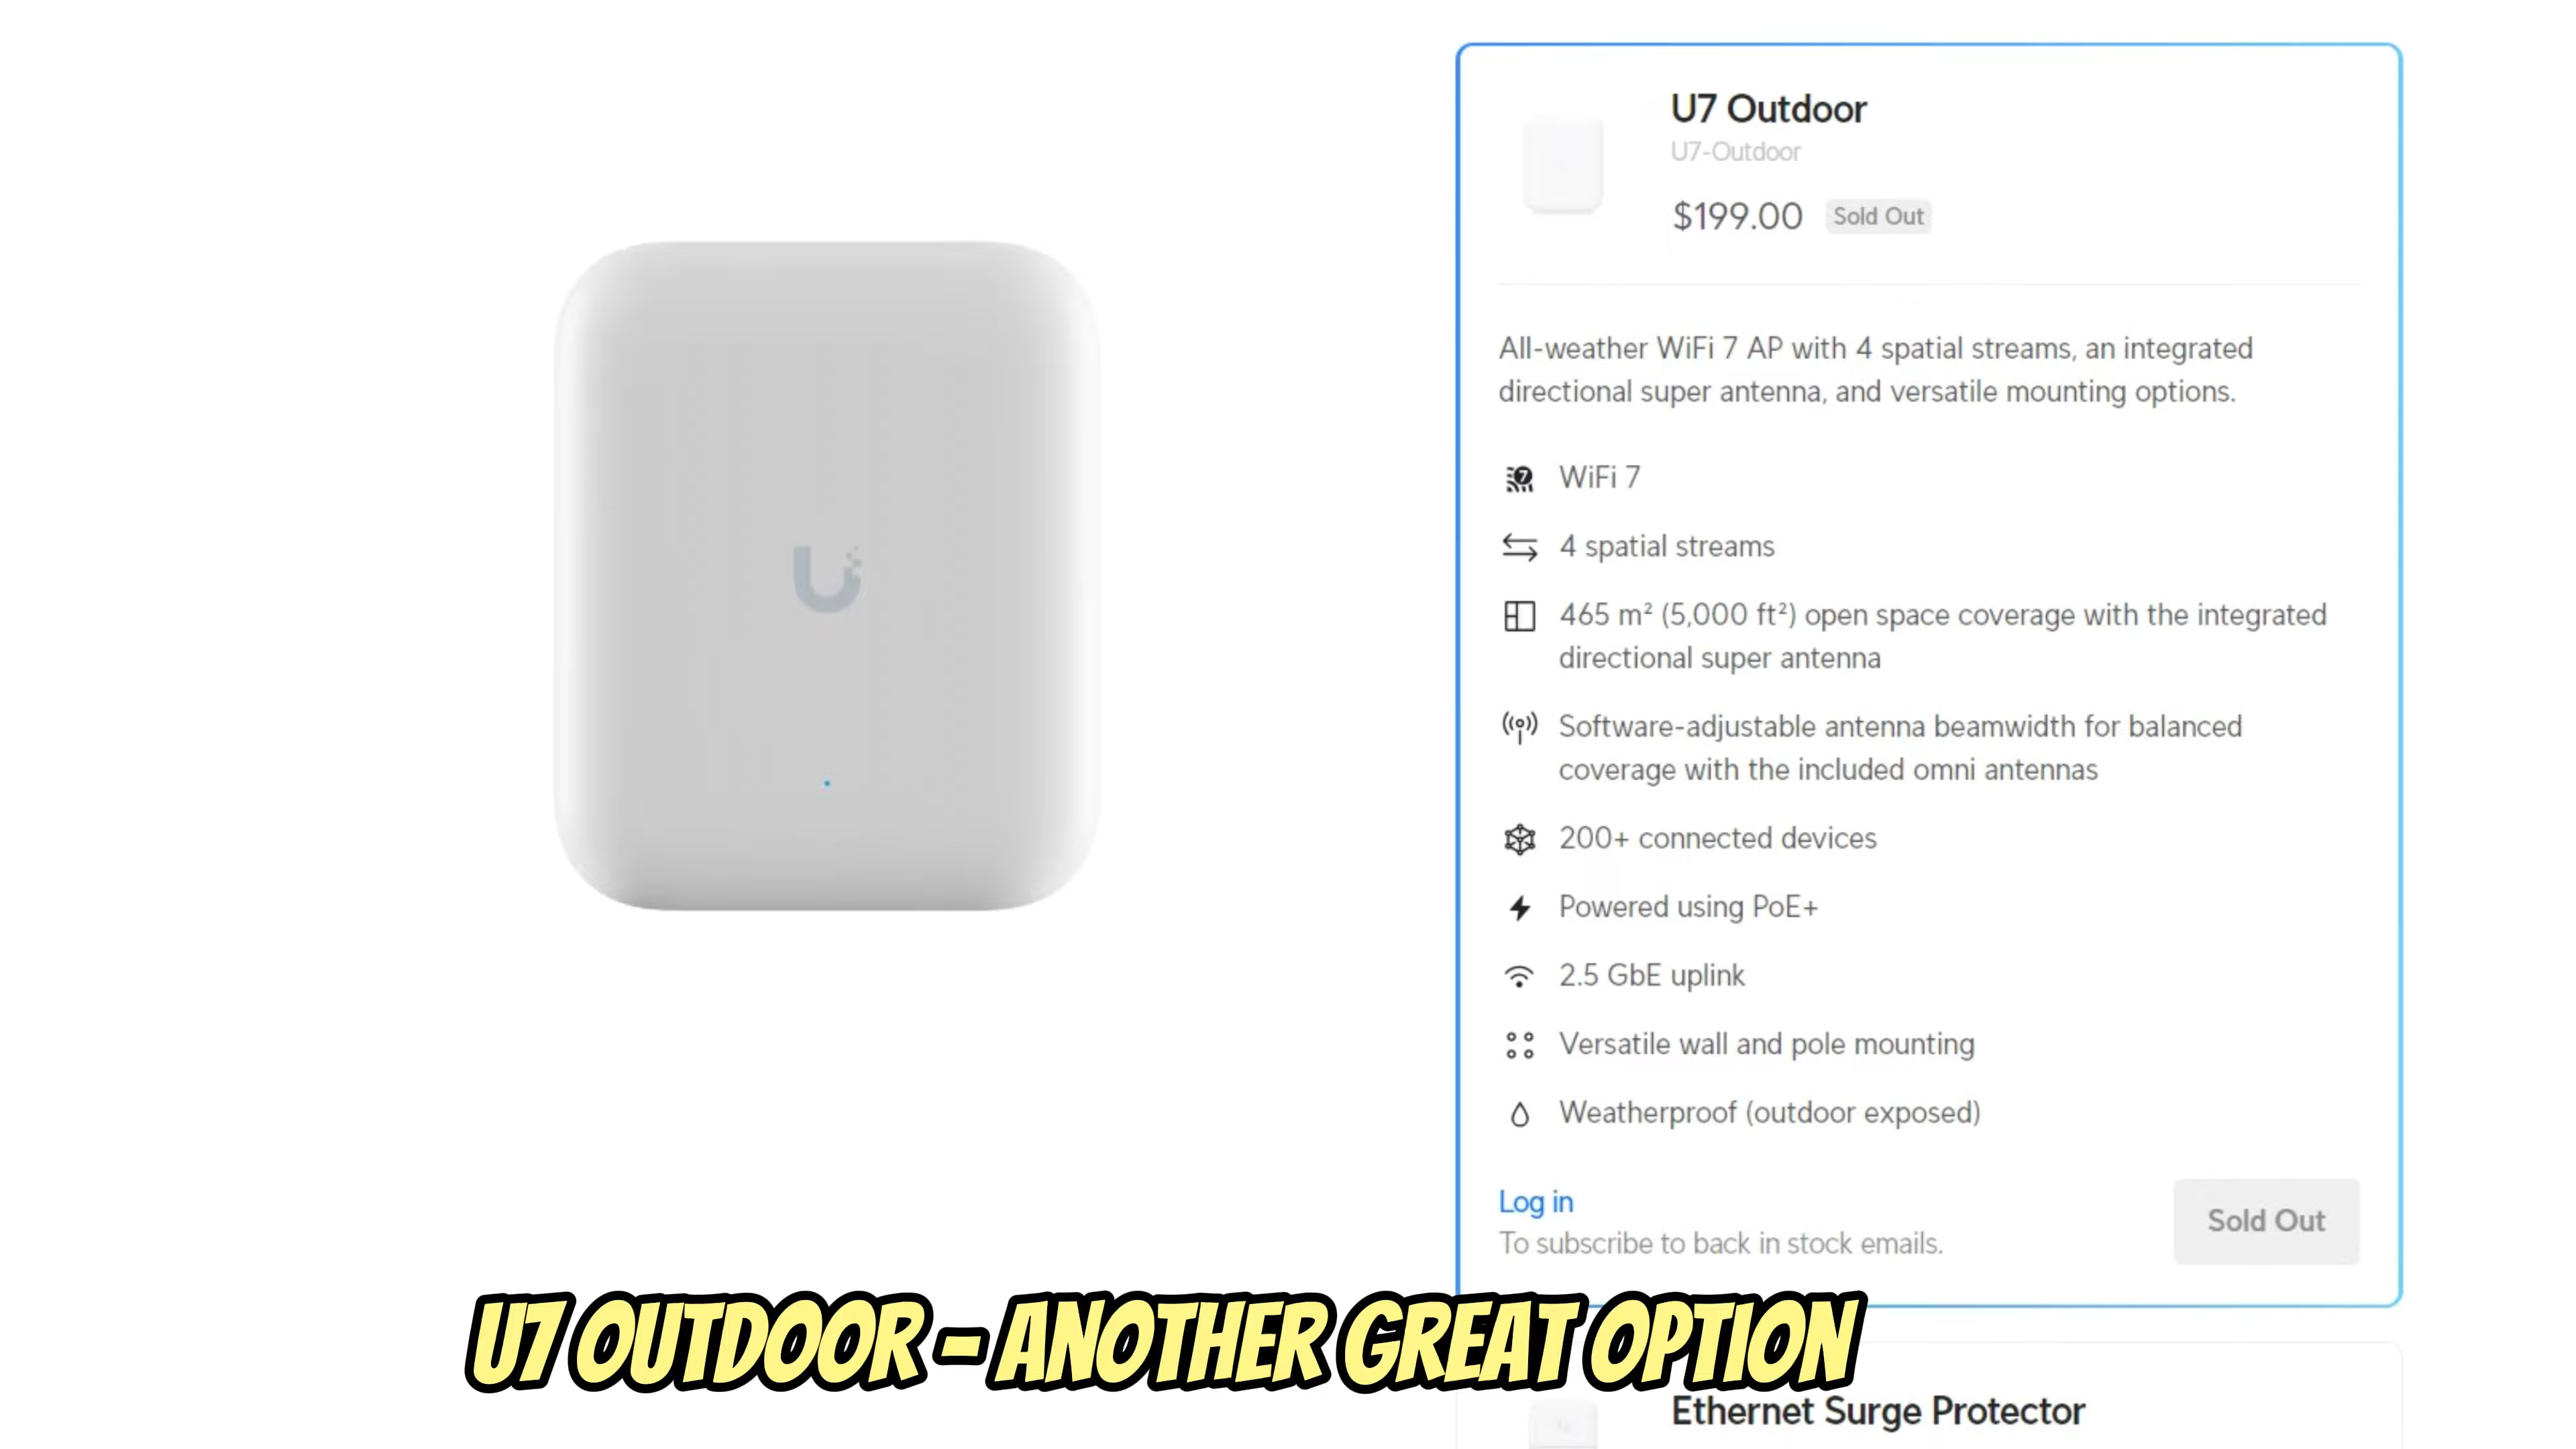 U7 Outdoor
U7-Outdoor
$199.00 Sold Out
All-weather WiFi 7 AP with 4 spatial streams, an integrated
directional super antenna, and versatile mounting options.
WiFi 7
4 spatial streams
465 m² (5,000 ft²) open space coverage with the integrated
directional super antenna
Software-adjustable antenna beamwidth for balanced
coverage with the included omni antennas
200+ connected devices
Powered using PoE+
2.5 GbE uplink
Versatile wall and pole mounting
Weatherproof (outdoor exposed)
Log in
To subscribe to back in stock emails.
Sold Out
U7 OUTDOOR - ANOTHER GREAT OPTION
Ethernet Surge Protector